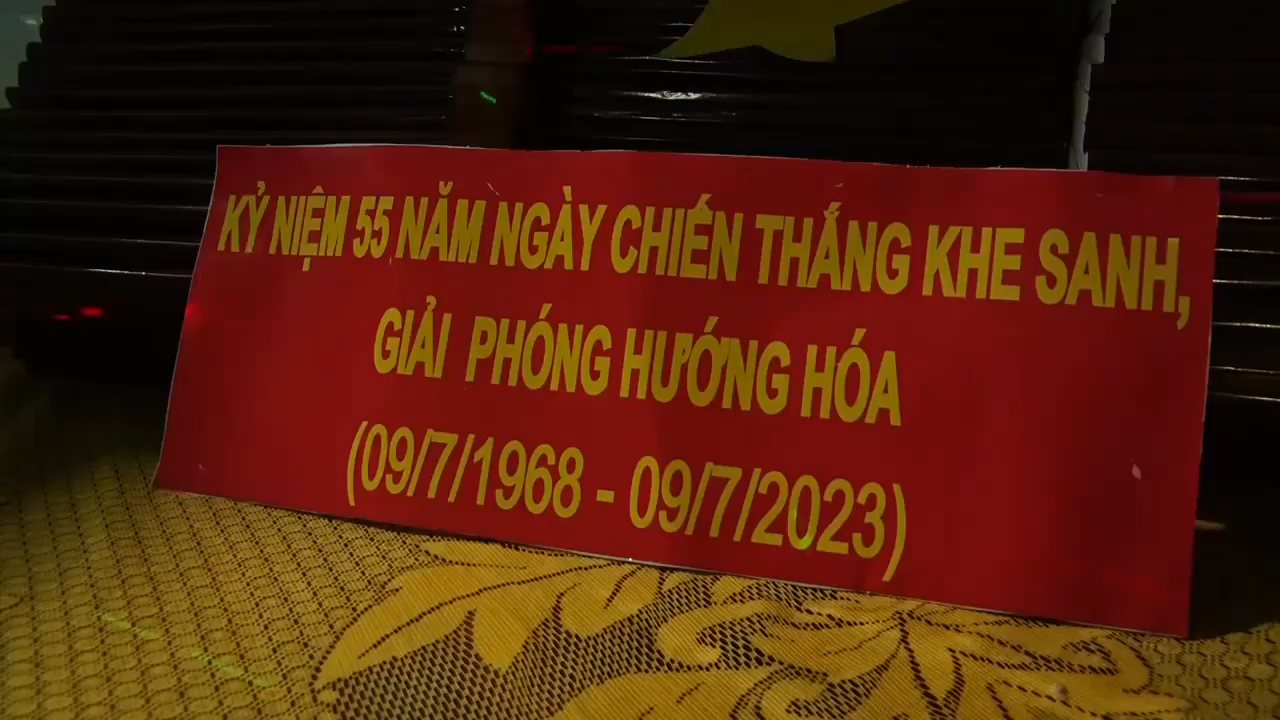 KỶ NIỆM 55 NĂM NGÀY CHIẾN THẮNG KHE SANH,
GIẢI PHÓNG HƯỚNG HÓA
(09/7/1968 - 09/7/2023)